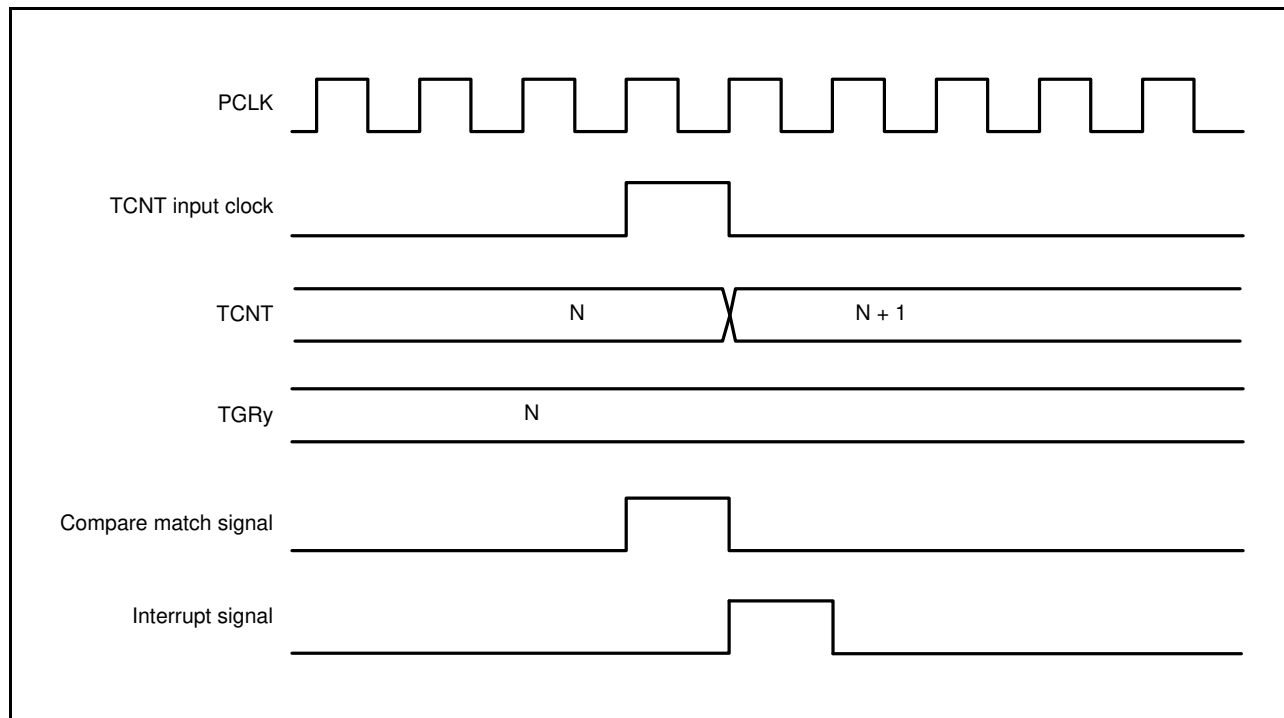 PCLK
TCNT input clock
TCNT
N
N + 1
TGRy
N
Compare match signal
Interrupt signal